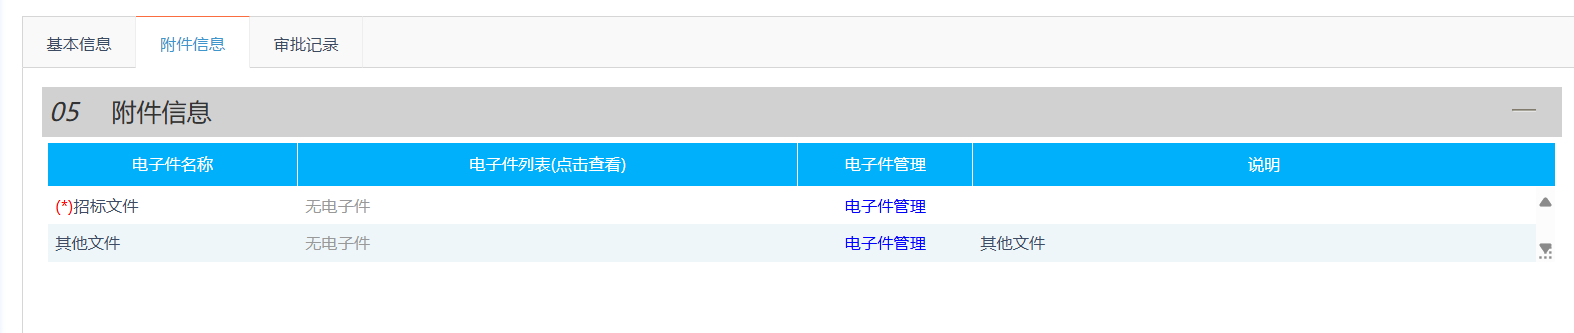 基本信息 附件信息 审批记录
05 附件信息
电子件名称 电子件列表(点击查看) 电子件管理 说明
(*)招标文件 无电子件 电子件管理
其他文件 无电子件 电子件管理 其他文件